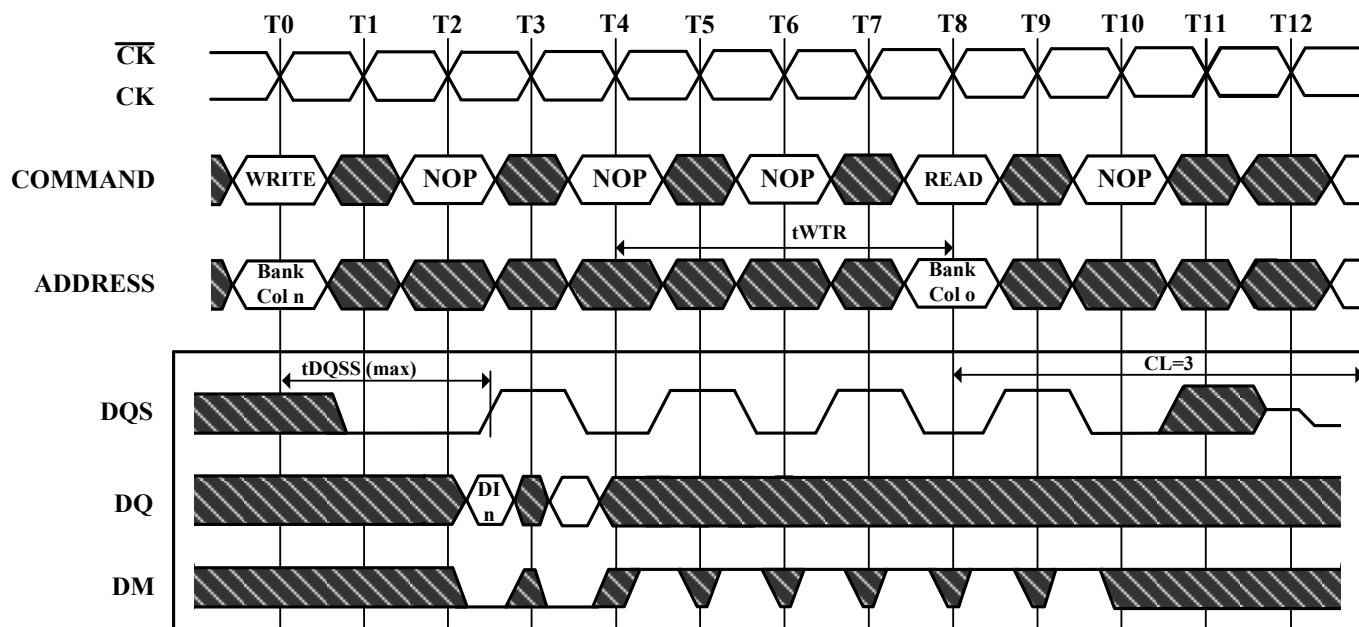 T0 T1 T2 T3 T4 T5 T6 T7 T8 T9 T10 T11 T12
CK
CK
COMMAND WRITE NOP NOP NOP READ NOP
tWTR
ADDRESS Bank Col n Bank Col o
tDQSS (max) CL=3
DQS
DQ DI n
DM